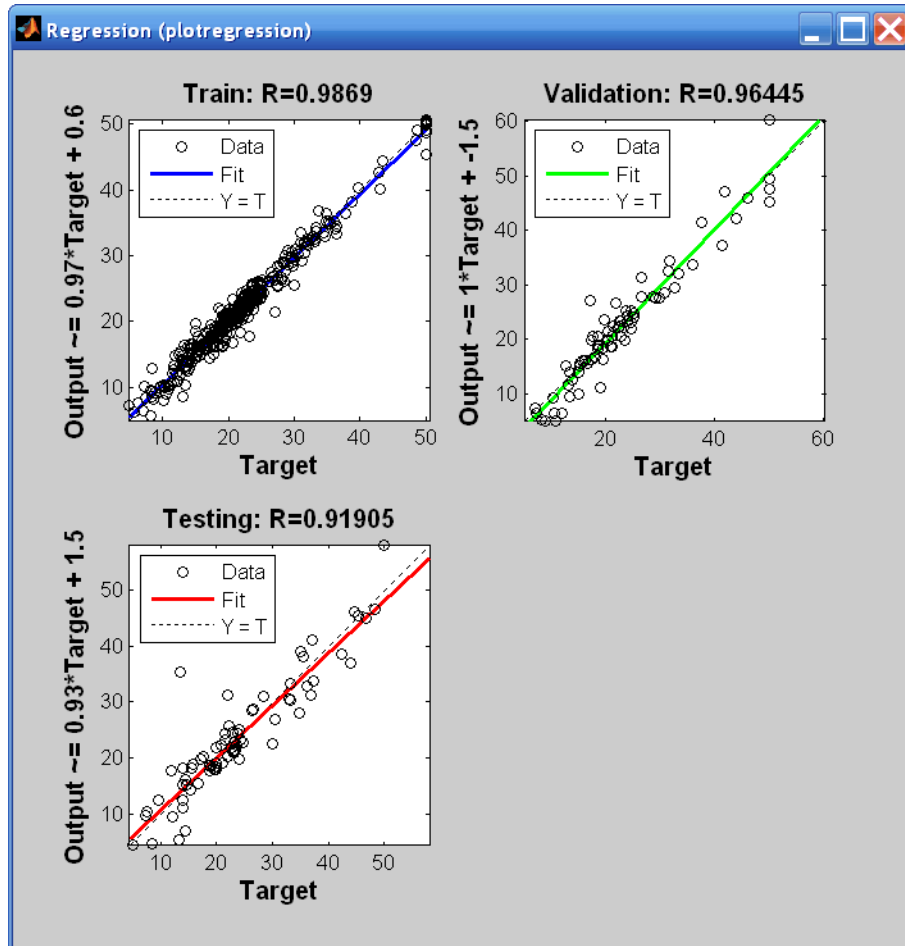 Regression (plotregression)
Train: R=0.9869
Output ~= 0.97*Target + 0.6
50
40
30
20
10
Data
Fit
Y = T
10
20
30
40
50
Target
Validation: R=0.96445
Output ~= 1*Target + -1.5
60
50
40
30
20
10
Data
Fit
Y = T
20
40
60
Target
Testing: R=0.91905
Output ~= 0.93*Target + 1.5
50
40
30
20
10
Data
Fit
Y = T
10
20
30
40
50
Target